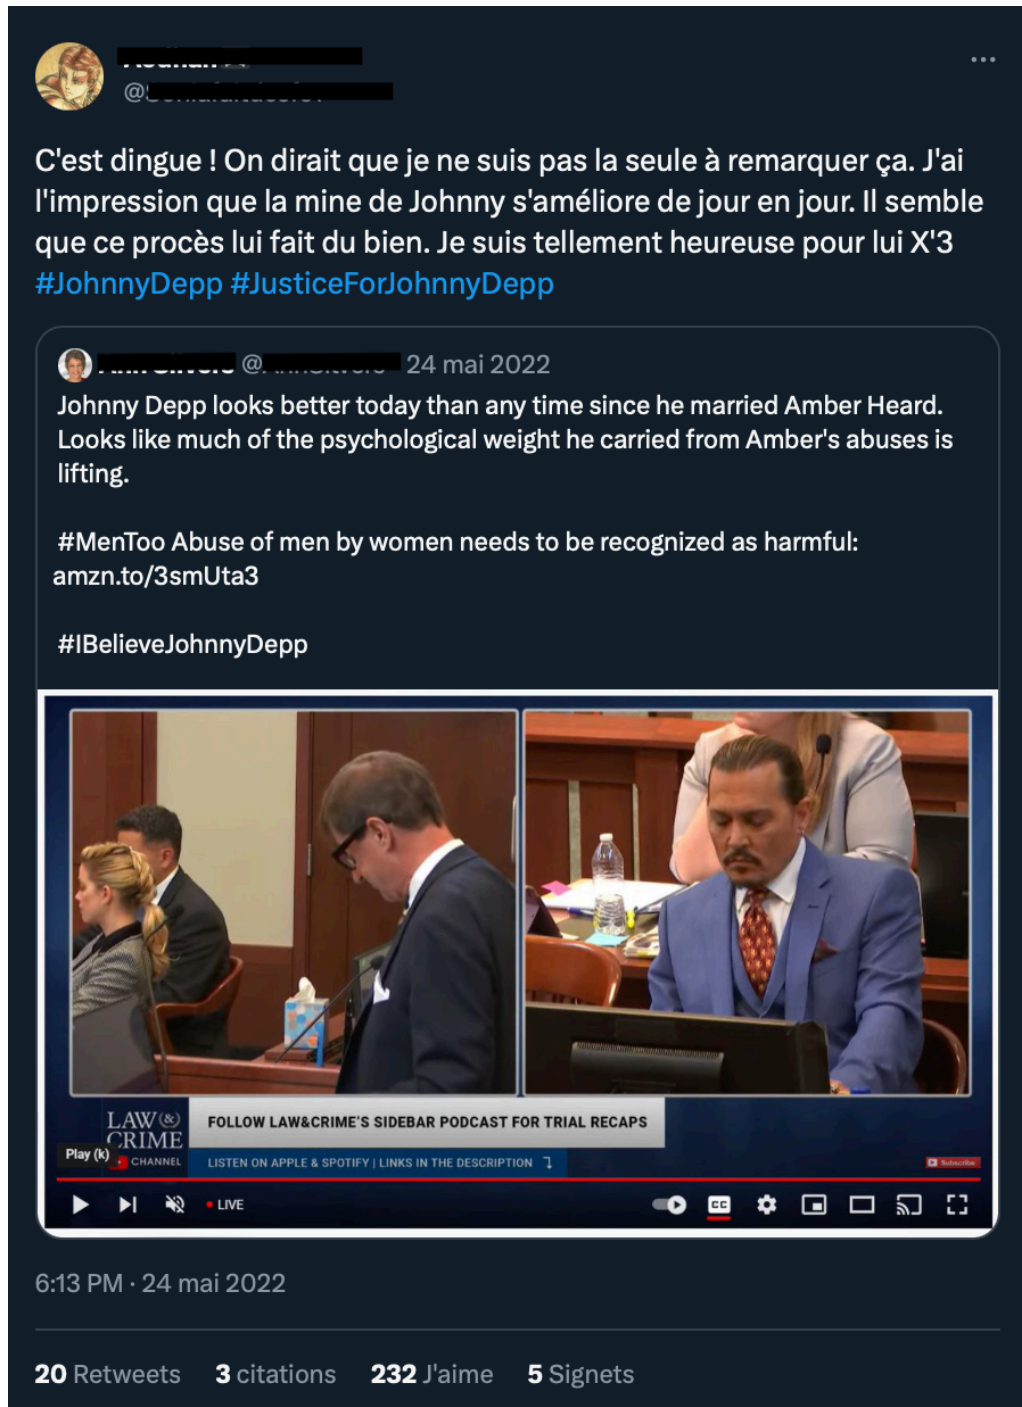 C'est dingue ! On dirait que je ne suis pas la seule à remarquer ça. J'ai
l'impression que la mine de Johnny s'améliore de jour en jour. Il semble
que ce procès lui fait du bien. Je suis tellement heureuse pour lui X'3
#JohnnyDepp #JusticeForJohnnyDepp
24 mai 2022
Johnny Depp looks better today than any time since he married Amber Heard.
Looks like much of the psychological weight he carried from Amber's abuses is
lifting.
#MenToo Abuse of men by women needs to be recognized as harmful:
amzn.to/3smUta3
#IBelieveJohnnyDepp
LAW&
CRIME
CHANNEL
FOLLOW LAW&CRIME'S SIDEBAR PODCAST FOR TRIAL RECAPS
LISTEN ON APPLE & SPOTIFY | LINKS IN THE DESCRIPTION
Subscribe
Play (k)
LIVE
CC
6:13 PM · 24 mai 2022
20 Retweets 3 citations 232 J'aime 5 Signets